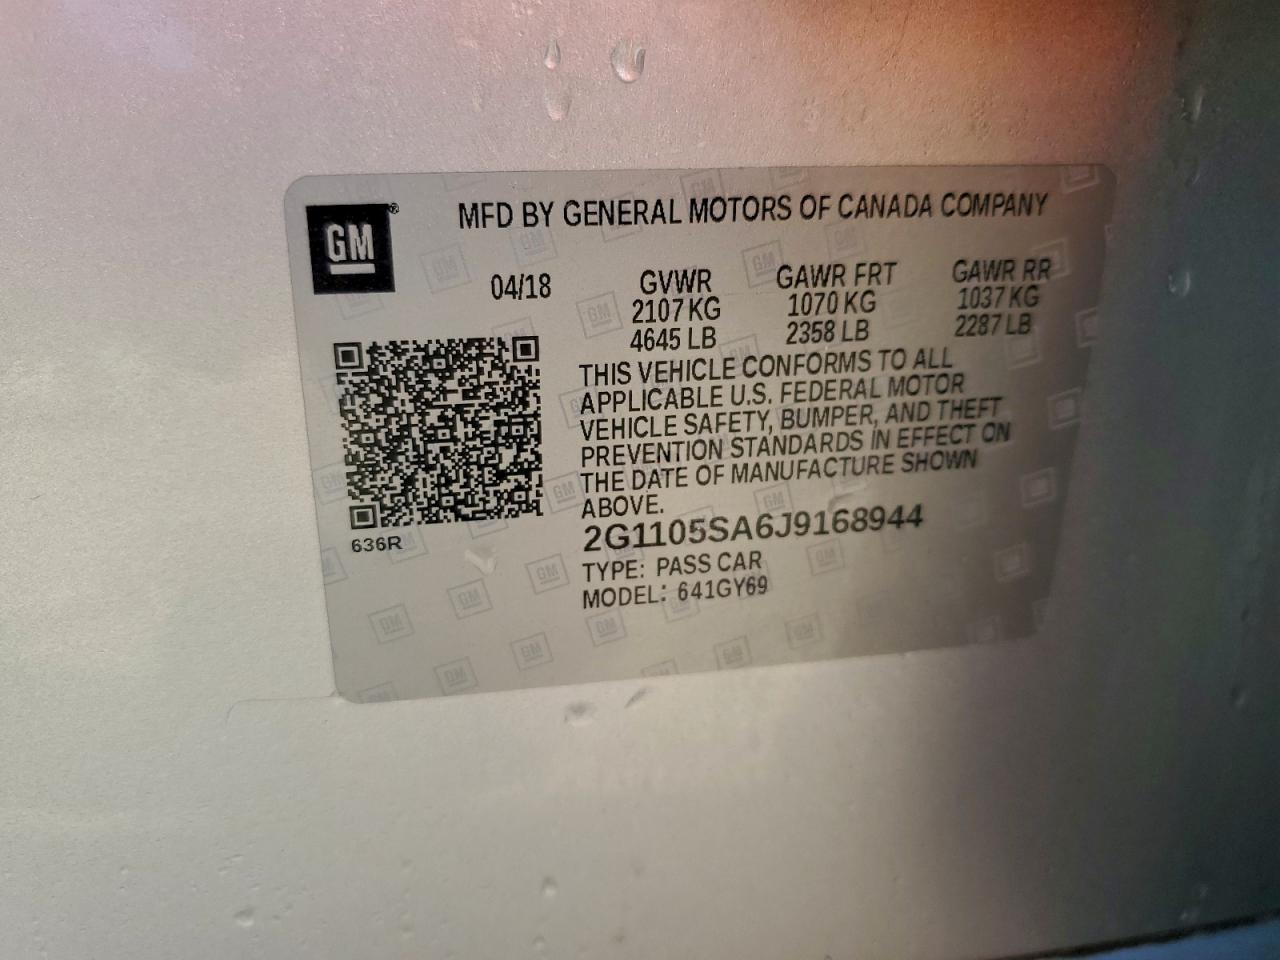 GM®
MFD BY GENERAL MOTORS OF CANADA COMPANY
04/18 GVWR GAWR FRT GAWR RR
2107 KG 1070 KG 1037 KG
4645 LB 2358 LB 2287 LB
THIS VEHICLE CONFORMS TO ALL
APPLICABLE U.S. FEDERAL MOTOR
VEHICLE SAFETY, BUMPER, AND THEFT
PREVENTION STANDARDS IN EFFECT ON
THE DATE OF MANUFACTURE SHOWN
ABOVE.
2G1105SA6J9168944
636R
TYPE: PASS CAR
MODEL: 641GY69